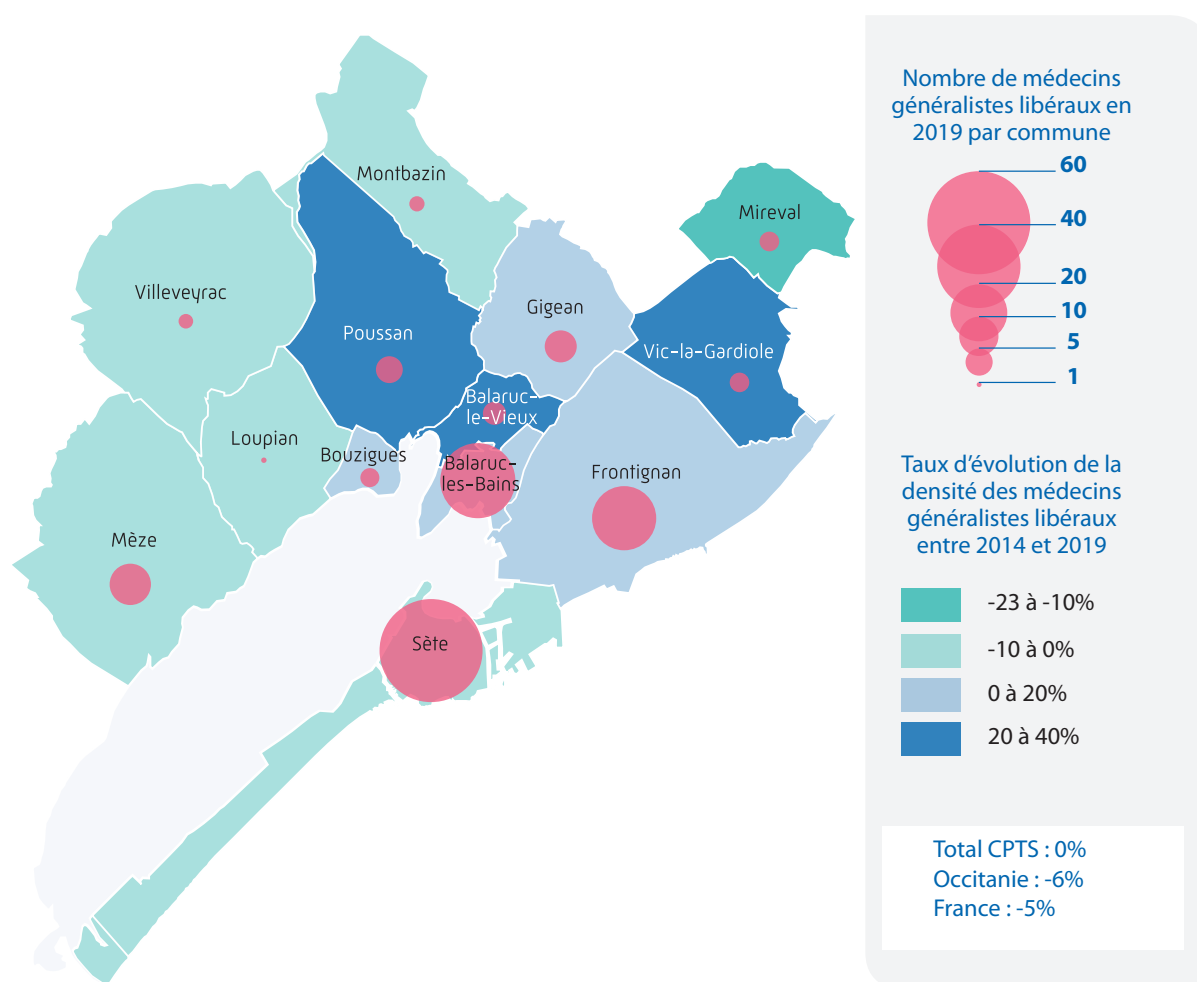 Montbazin
Mireval
Villeveyrac
Gigean
Poussan
Vic-la-Gardiole
Balaruc-
le-Vieux
Loupian
Bouzigues
Balaruc-
les-Bains
Frontignan
Mèze
Sète
Nombre de médecins
généralistes libéraux en
2019 par commune
60
40
20
10
5
1
Taux d’évolution de la
densité des médecins
généralistes libéraux
entre 2014 et 2019
-23 à -10%
-10 à 0%
0 à 20%
20 à 40%
Total CPTS : 0%
Occitanie : -6%
France : -5%